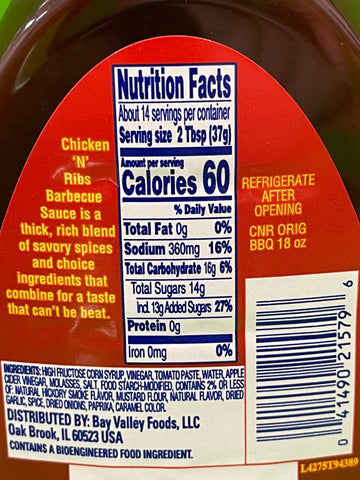 Nutrition Facts
About 14 servings per container
Serving size 2 Tbsp (37g)
Amount per serving
Calories 60
% Daily Value
Total Fat 0g 0%
Sodium 360mg 16%
Total Carbohydrate 16g 6%
Total Sugars 14g
Incl. 13g Added Sugars 27%
Protein 0g
Iron 0mg 0%
Chicken
'N'
Ribs
Barbecue
Sauce is a
thick, rich blend
of savory spices
and choice
ingredients that
combine for a taste
that can't be beat.
REFRIGERATE
AFTER
OPENING
CNR ORIG
BBQ 18 oz
INGREDIENTS: HIGH FRUCTOSE CORN SYRUP, VINEGAR, TOMATO PASTE, WATER, APPLE
CIDER VINEGAR, MOLASSES, SALT, FOOD STARCH-MODIFIED, CONTAINS 2% OR LESS
OF: NATURAL HICKORY SMOKE FLAVOR, MUSTARD FLOUR, NATURAL FLAVOR, DRIED
GARLIC, SPICE, DRIED ONIONS, PAPRIKA, CARAMEL COLOR.
DISTRIBUTED BY: Bay Valley Foods, LLC
Oak Brook, IL 60523 USA
CONTAINS A BIOENGINEERED FOOD INGREDIENT.
0 41490 21579 6
L4275T94389